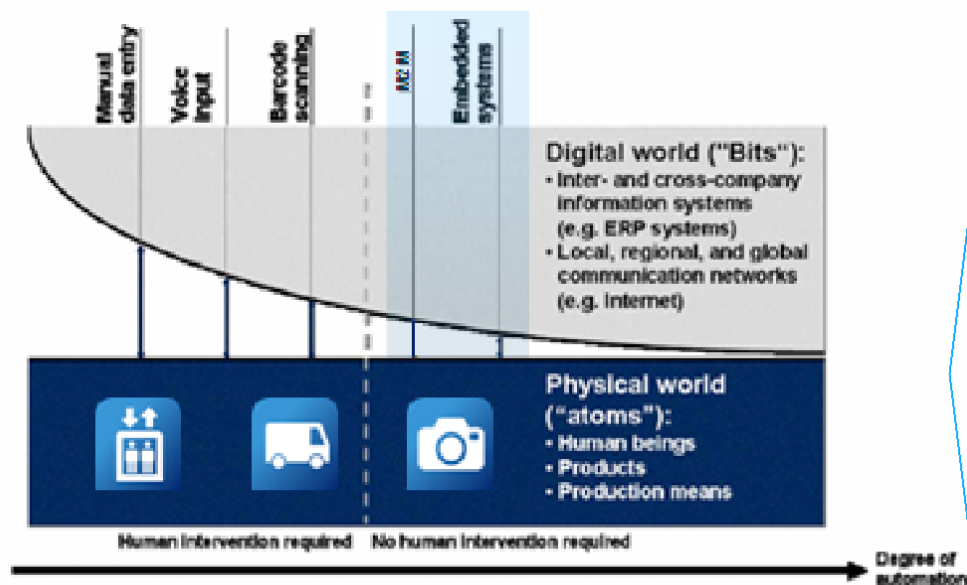 Manual
data entry
Voice
input
Barcode
scanning
M2M
Embedded
systems
Digital world ("Bits"):
• Inter- and cross-company
information systems
(e.g. ERP systems)
• Local, regional, and global
communication networks
(e.g. Internet)
Physical world
("atoms"):
• Human beings
• Products
• Production means
Human intervention required
No human intervention required
Degree of
automation